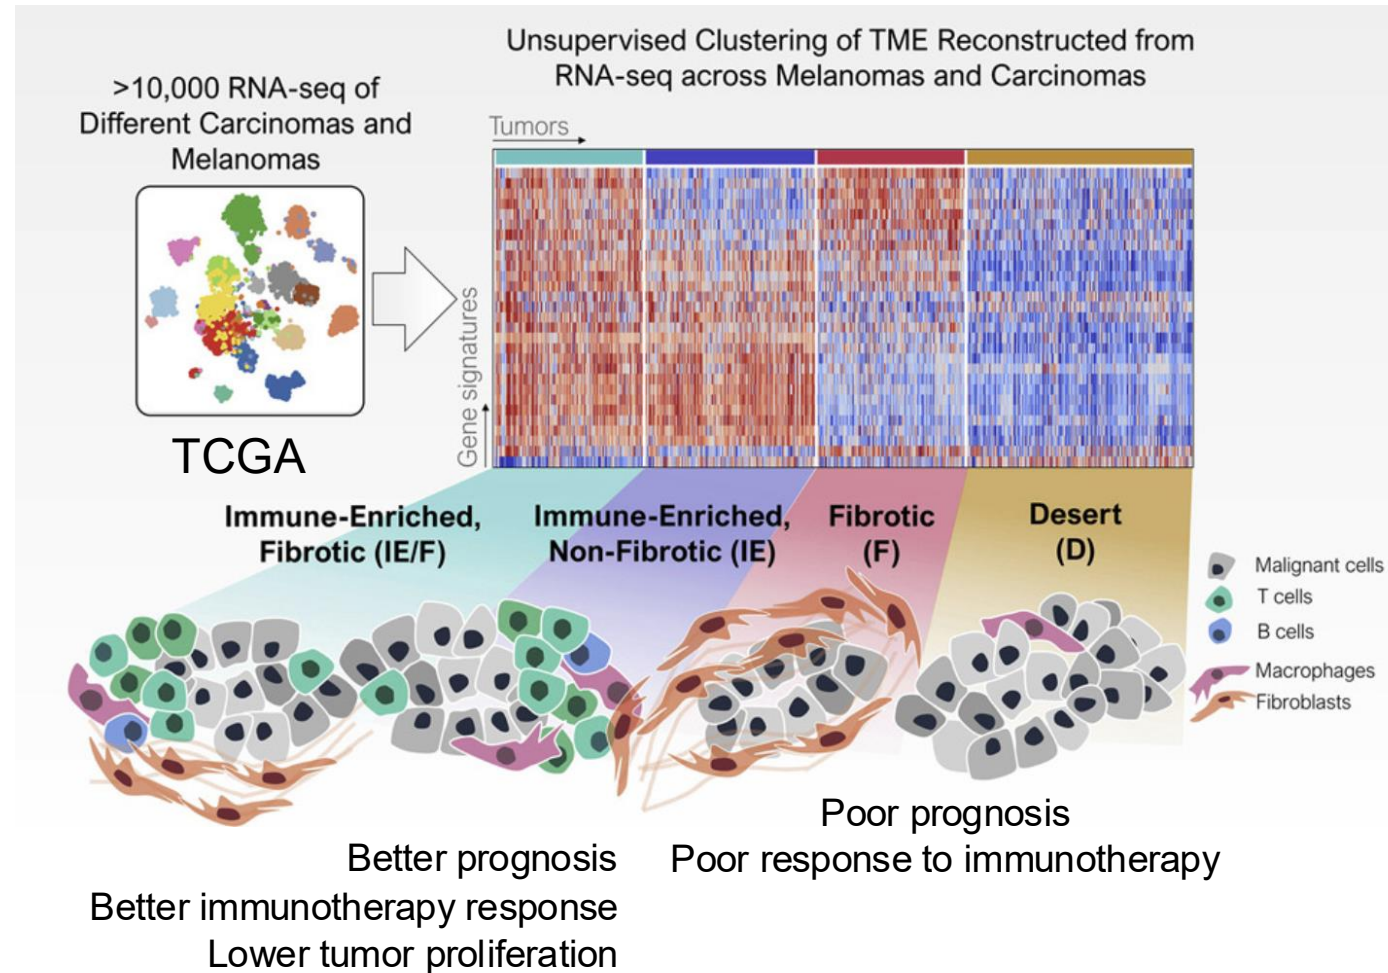 Unsupervised Clustering of TME Reconstructed from
RNA-seq across Melanomas and Carcinomas
>10,000 RNA-seq of
Different Carcinomas and
Melanomas
TCGA
Tumors
Gene signatures
Immune-Enriched,
Fibrotic (IE/F)
Immune-Enriched,
Non-Fibrotic (IE)
Fibrotic
(F)
Desert
(D)
Malignant cells
T cells
B cells
Macrophages
Fibroblasts
Better prognosis
Better immunotherapy response
Lower tumor proliferation
Poor prognosis
Poor response to immunotherapy